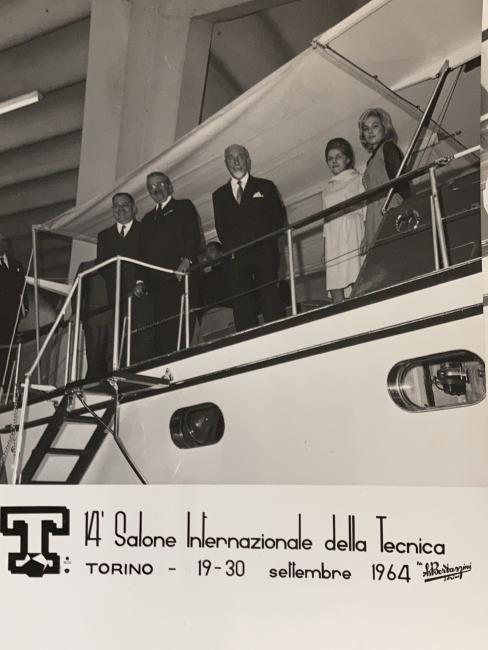 T:
14° Salone Internazionale della Tecnica
TORINO - 19-30 settembre 1964